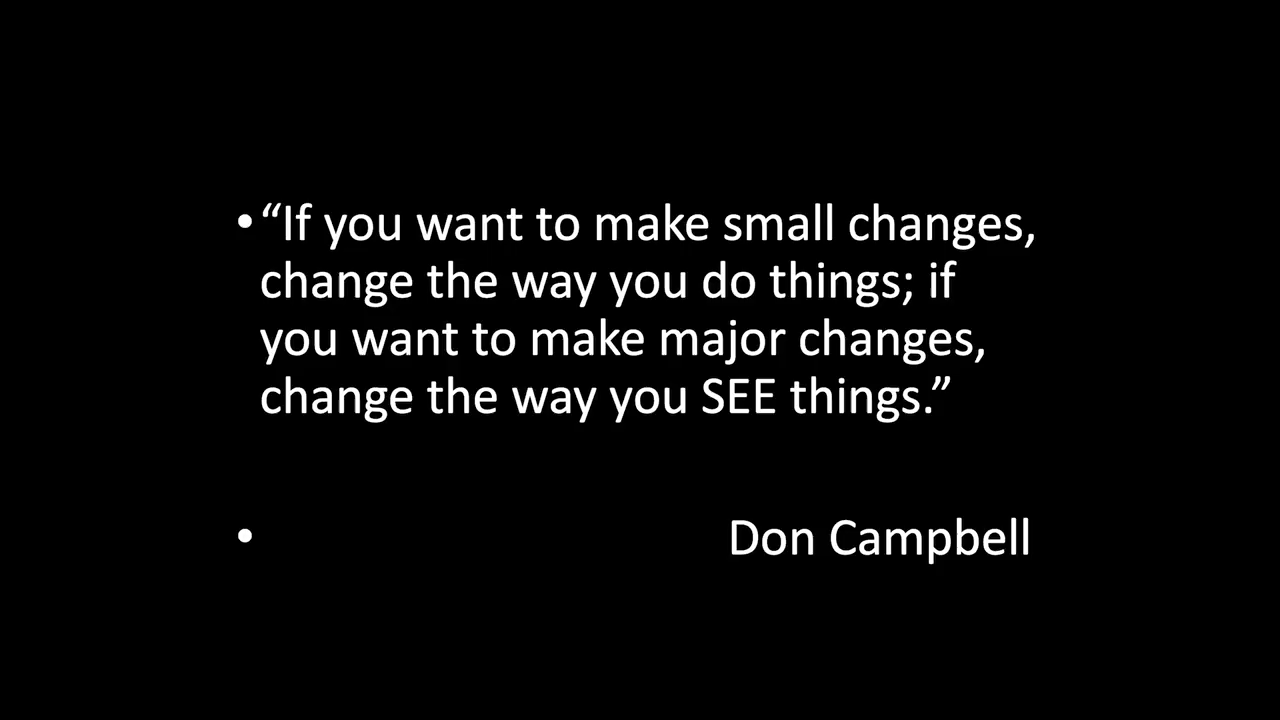 • “If you want to make small changes,
change the way you do things; if
you want to make major changes,
change the way you SEE things.”
• Don Campbell